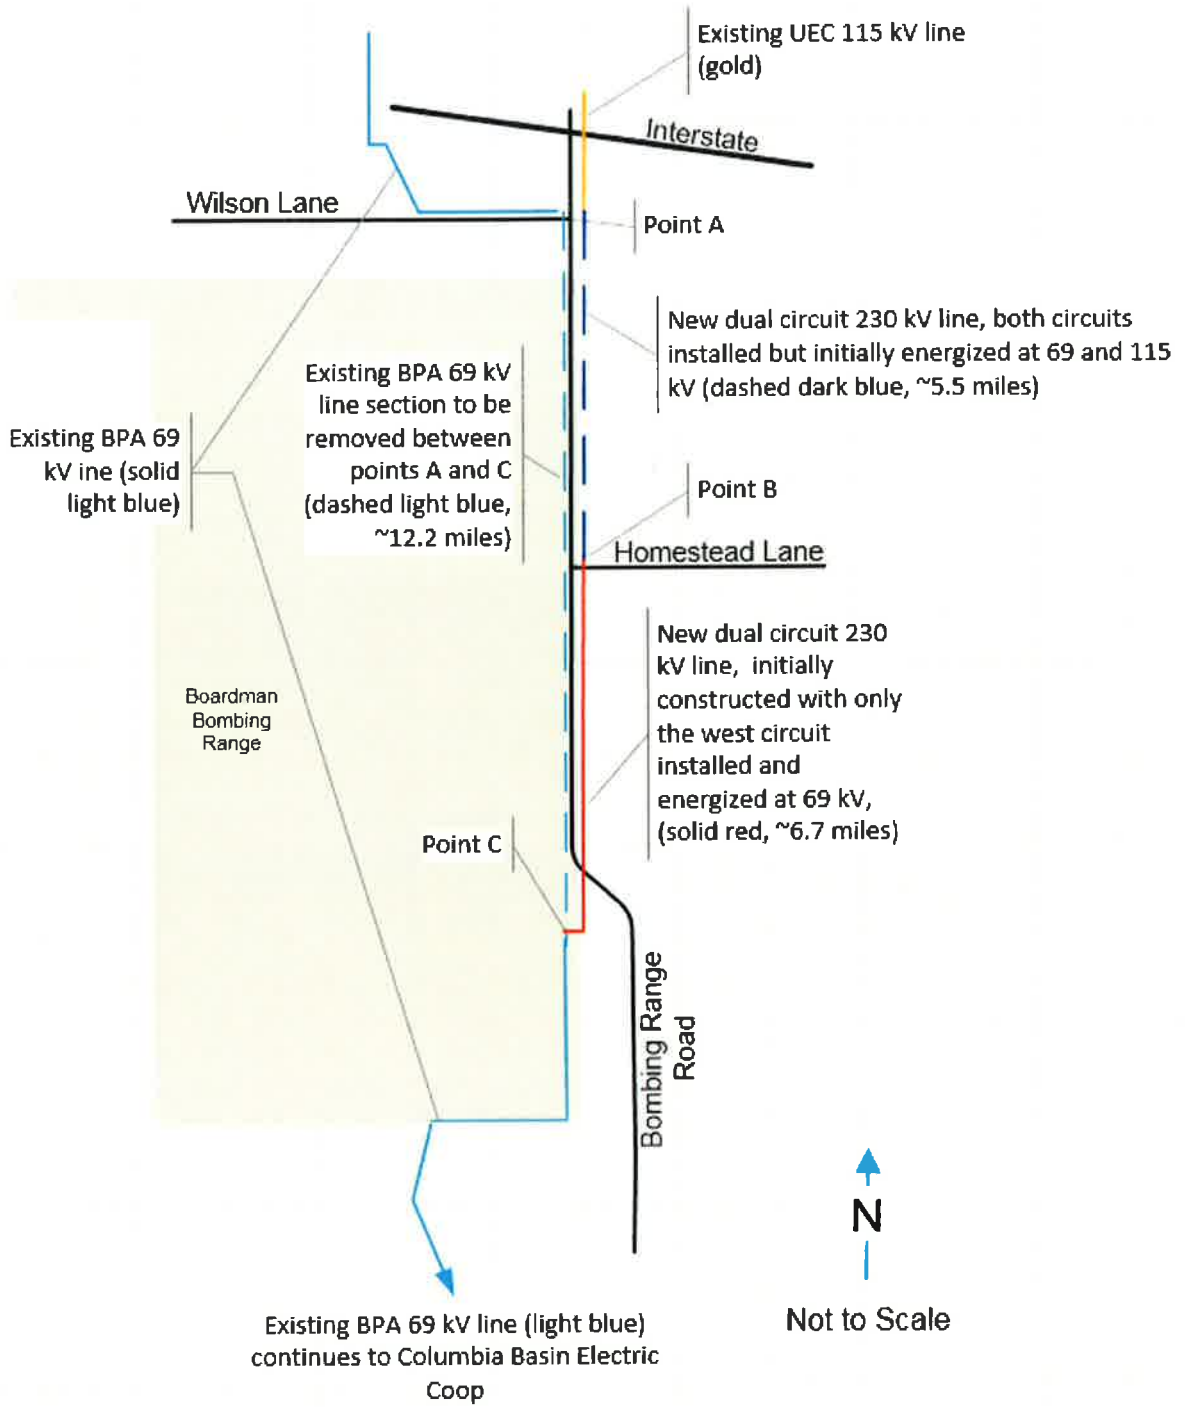 Existing UEC 115 kV line
(gold)
Interstate
Wilson Lane
Point A
New dual circuit 230 kV line, both circuits
installed but initially energized at 69 and 115
kV (dashed dark blue, ~5.5 miles)
Existing BPA 69 kV
line section to be
removed between
points A and C
(dashed light blue,
~12.2 miles)
Existing BPA 69
kV ine (solid
light blue)
Point B
Homestead Lane
New dual circuit 230
kV line, initially
constructed with only
the west circuit
installed and
energized at 69 kV,
(solid red, ~6.7 miles)
Boardman
Bombing
Range
Point C
Bombing Range
Road
N
Not to Scale
Existing BPA 69 kV line (light blue)
continues to Columbia Basin Electric
Coop